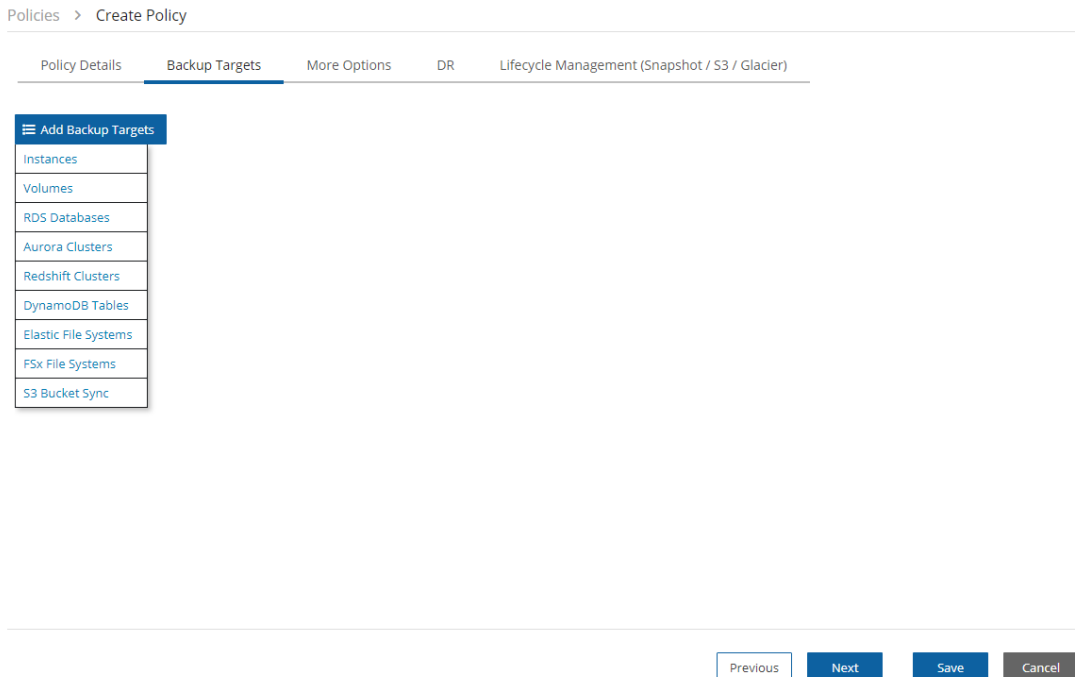 Policies > Create Policy
Policy Details Backup Targets More Options DR Lifecycle Management (Snapshot / S3 / Glacier)
Add Backup Targets
Instances
Volumes
RDS Databases
Aurora Clusters
Redshift Clusters
DynamoDB Tables
Elastic File Systems
FSx File Systems
S3 Bucket Sync
Previous Next Save Cancel